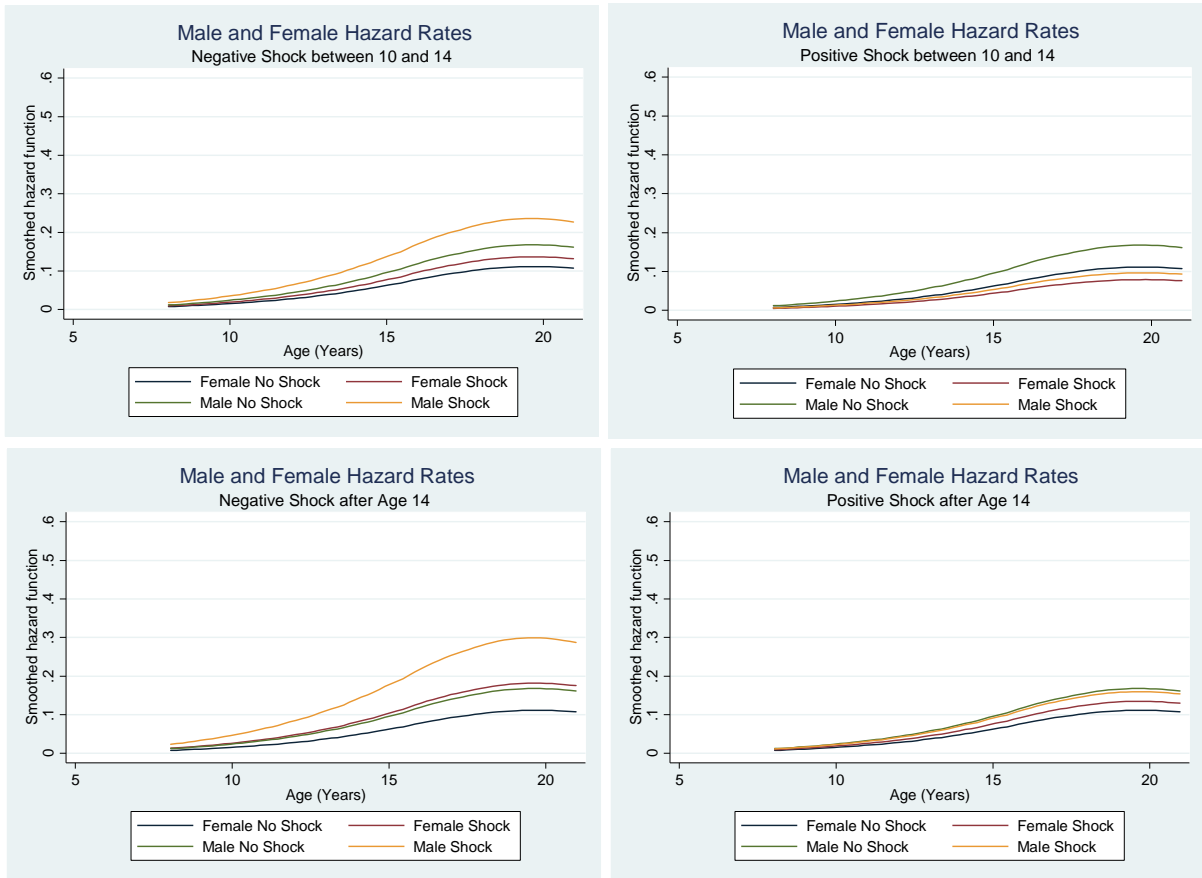 Male and Female Hazard Rates
Negative Shock between 10 and 14
Smoothed hazard function
.6
.5
.4
.3
.2
.1
0
5 10 15 20
Age (Years)
Female No Shock Female Shock
Male No Shock Male Shock
Male and Female Hazard Rates
Positive Shock between 10 and 14
Smoothed hazard function
.6
.5
.4
.3
.2
.1
0
5 10 15 20
Age (Years)
Female No Shock Female Shock
Male No Shock Male Shock
Male and Female Hazard Rates
Negative Shock after Age 14
Smoothed hazard function
.6
.5
.4
.3
.2
.1
0
5 10 15 20
Age (Years)
Female No Shock Female Shock
Male No Shock Male Shock
Male and Female Hazard Rates
Positive Shock after Age 14
Smoothed hazard function
.6
.5
.4
.3
.2
.1
0
5 10 15 20
Age (Years)
Female No Shock Female Shock
Male No Shock Male Shock